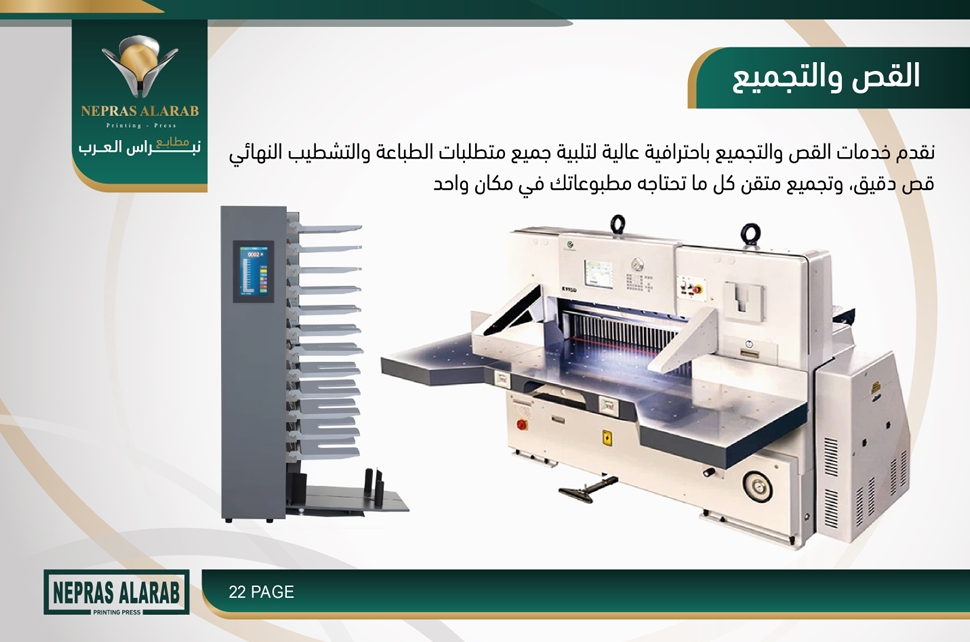 القص والتجميع
NEPRAS ALARAB
Printing - Press
مطابع
نبـــراس العرب
نقدم خدمات القص والتجميع باحترافية عالية لتلبية جميع متطلبات الطباعة والتشطيب النهائي
قص دقيق، وتجميع متقن كل ما تحتاجه مطبوعاتك في مكان واحد
NEPRAS ALARAB
PRINTING PRESS
22 PAGE